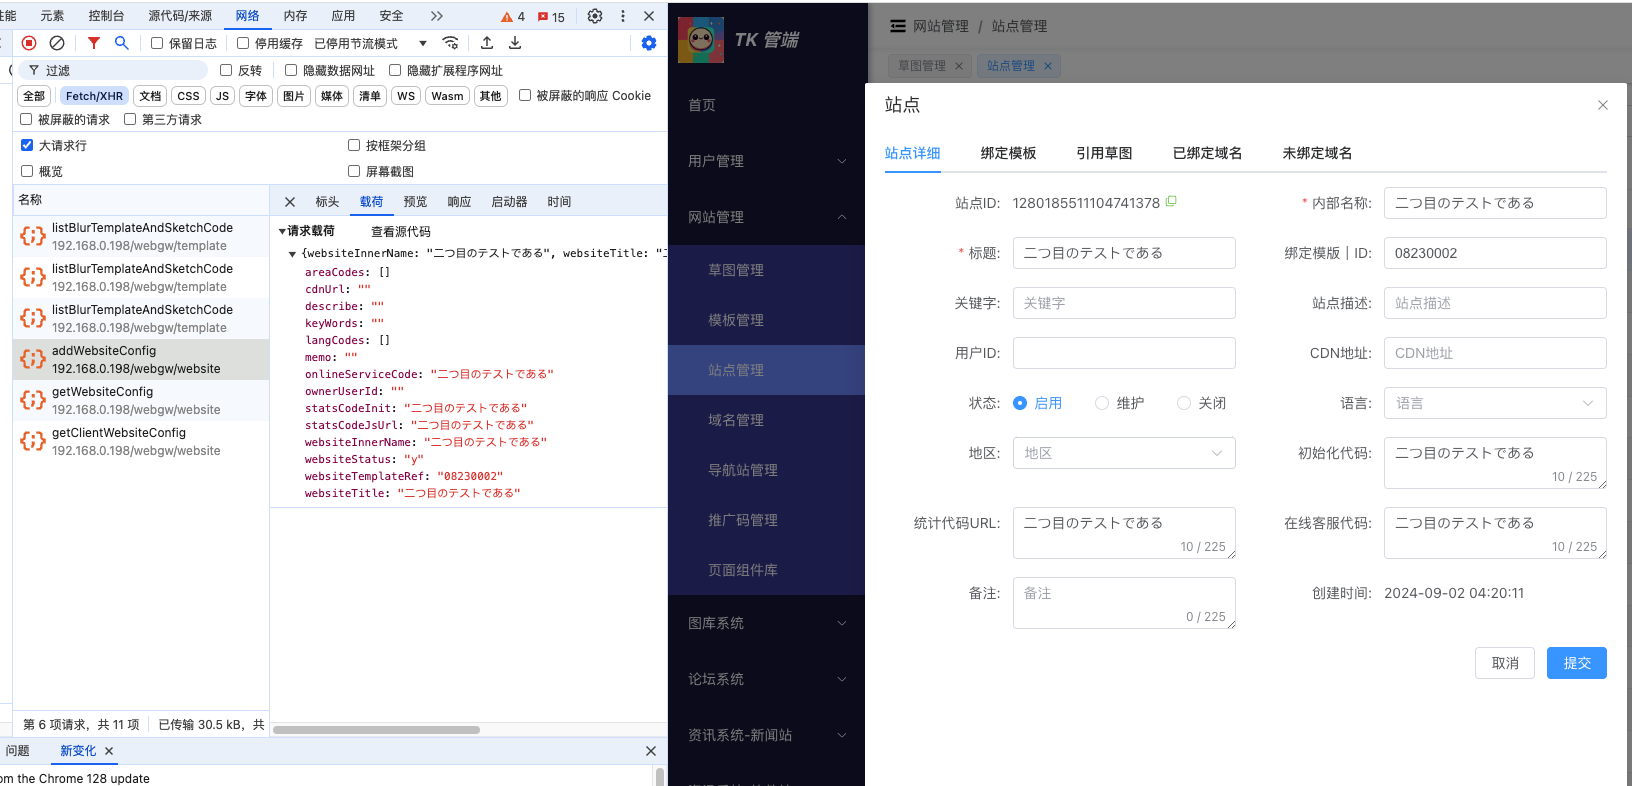 性能 元素 控制台 源代码/来源 网络 内存 应用 安全 4 15
保留日志 停用缓存 已停用节流模式
过滤 反转 隐藏数据网址 隐藏扩展程序网址
全部 Fetch/XHR 文档 CSS JS 字体 图片 媒体 清单 WS Wasm 其他 被屏蔽的响应 Cookie
被屏蔽的请求 第三方请求
大请求行 按框架分组
概览 屏幕截图
名称
listBlurTemplateAndSketchCode
192.168.0.198/webgw/template
listBlurTemplateAndSketchCode
192.168.0.198/webgw/template
listBlurTemplateAndSketchCode
192.168.0.198/webgw/template
addWebsiteConfig
192.168.0.198/webgw/website
getWebsiteConfig
192.168.0.198/webgw/website
getClientWebsiteConfig
192.168.0.198/webgw/website
第 6 项请求，共 11 项 已传输 30.5 kB，共
标头 载荷 预览 响应 启动器 时间
请求载荷 查看源代码
{websiteInnerName: "二つ目のテストである", websiteTitle: "二
areaCodes: []
cdnUrl: ""
describe: ""
keyWords: ""
langCodes: []
memo: ""
onlineServiceCode: "二つ目のテストである"
ownerUserId: ""
statsCodeInit: "二つ目のテストである"
statsCodeJsUrl: "二つ目のテストである"
websiteInnerName: "二つ目のテストである"
websiteStatus: "y"
websiteTemplateRef: "08230002"
websiteTitle: "二つ目のテストである"
问题 新变化
om the Chrome 128 update
TK 管端
首页
用户管理
网站管理
草图管理
模板管理
站点管理
域名管理
导航站管理
推广码管理
页面组件库
图库系统
论坛系统
资讯系统-新闻站
网站管理 / 站点管理
草图管理 站点管理
站点
站点详细 绑定模板 引用草图 已绑定域名 未绑定域名
站点ID: 1280185511104741378 * 内部名称: 二つ目のテストである
* 标题: 二つ目のテストである 绑定模版｜ID: 08230002
关键字: 关键字 站点描述: 站点描述
用户ID: CDN地址: CDN地址
状态: 启用 维护 关闭 语言: 语言
地区: 地区 初始化代码: 二つ目のテストである
10 / 225
统计代码URL: 二つ目のテストである 在线客服代码: 二つ目のテストである
10 / 225 10 / 225
备注: 备注 创建时间: 2024-09-02 04:20:11
0 / 225
取消 提交